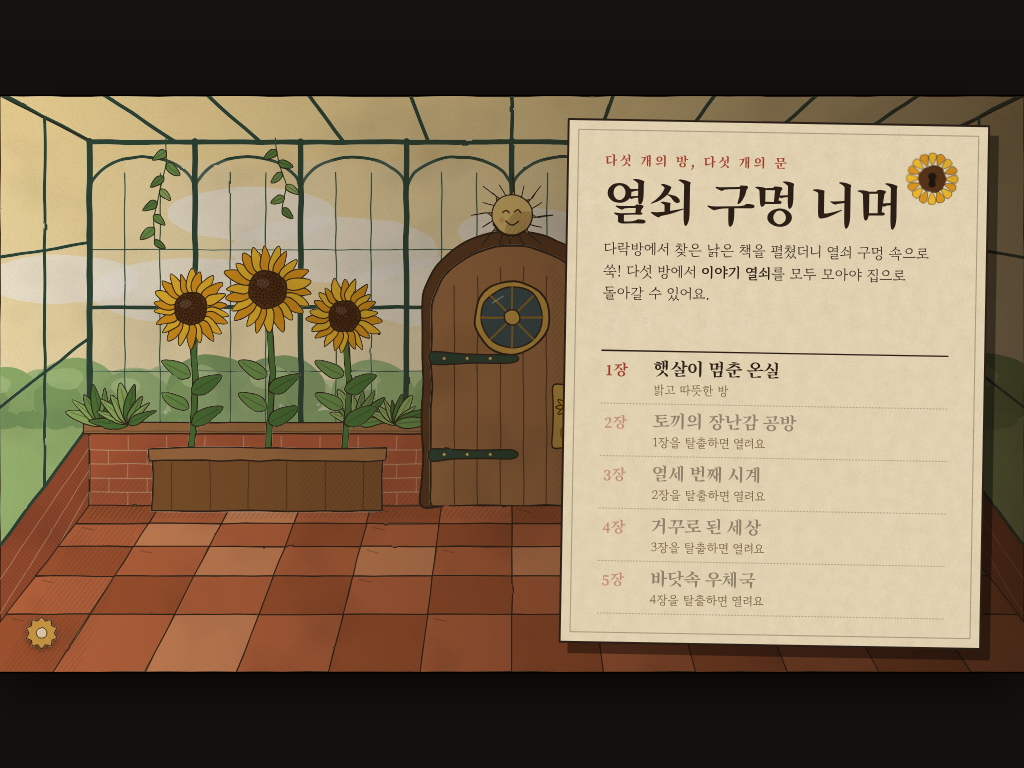 다섯 개의 방, 다섯 개의 문
열쇠 구멍 너머
다락방에서 찾은 낡은 책을 펼쳤더니 열쇠 구멍 속으로
쏙! 다섯 방에서 이야기 열쇠를 모두 모아야 집으로
돌아갈 수 있어요.
1장 햇살이 멈춘 온실
밝고 따뜻한 방
2장 토끼의 장난감 공방
1장을 탈출하면 열려요
3장 열세 번째 시계
2장을 탈출하면 열려요
4장 거꾸로 된 세상
3장을 탈출하면 열려요
5장 바닷속 우체국
4장을 탈출하면 열려요